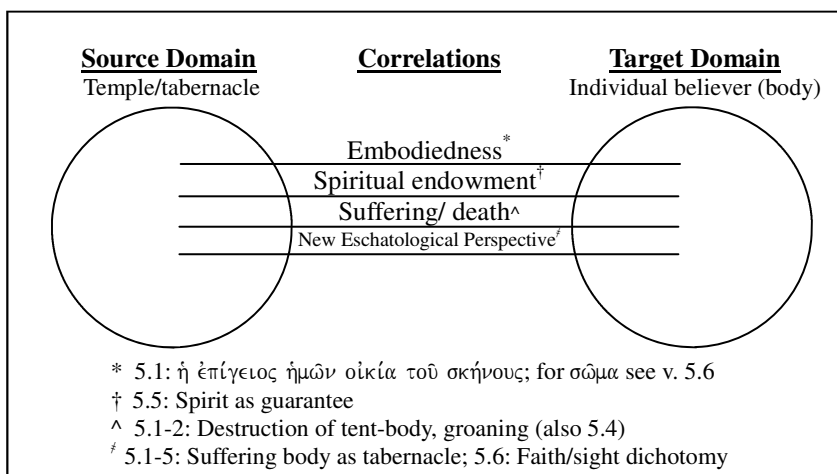 Source Domain Correlations Target Domain
Temple/tabernacle Individual believer (body)
Embodiedness*
Spiritual endowment†
Suffering/ death^
New Eschatological Perspective҂
* 5.1: ἡ ἐπίγειος ἡμῶν οἰκία τοῦ σκήνους; for σῶμα see v. 5.6
† 5.5: Spirit as guarantee
^ 5.1-2: Destruction of tent-body, groaning (also 5.4)
҂ 5.1-5: Suffering body as tabernacle; 5.6: Faith/sight dichotomy